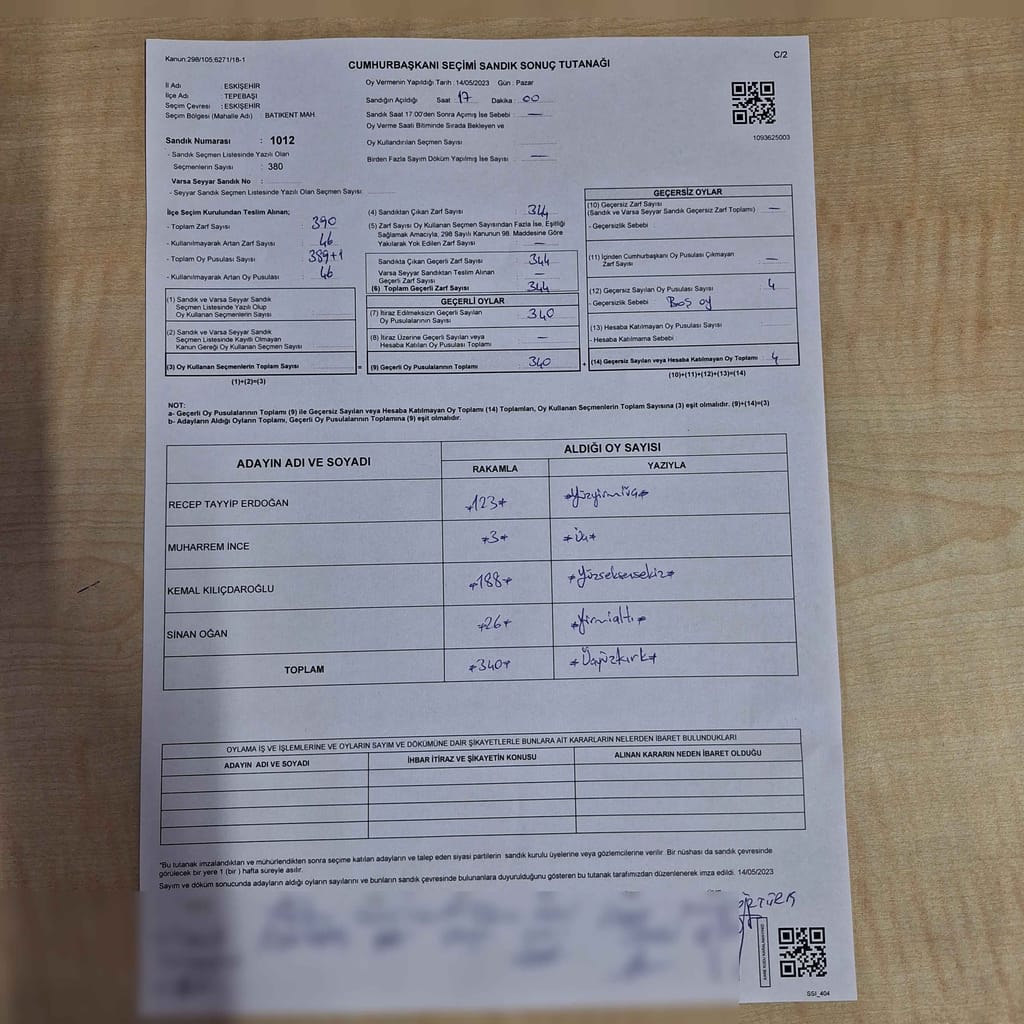 Kanun:298/105;6271/18-1
CUMHURBAŞKANI SEÇİMİ SANDIK SONUÇ TUTANAĞI
C/2
İl Adı : ESKİŞEHİR
İlçe Adı : TEPEBAŞI
Seçim Çevresi : ESKİŞEHİR
Seçim Bölgesi (Mahalle Adı) BATIKENT MAH.
Sandık Numarası : 1012
- Sandık Seçmen Listesinde Yazılı Olan
Seçmenlerin Sayısı : 380
Varsa Seyyar Sandık No :
- Seyyar Sandık Seçmen Listesinde Yazılı Olan Seçmen Sayısı:
Oy Vermenin Yapıldığı Tarih : 14/05/2023 Gün : Pazar
Sandığın Açıldığı Saat : 17 Dakika : 00
Sandık Saat 17.00'den Sonra Açımış İse Sebebi : —
Oy Verme Saati Bitiminde Sırada Bekleyen ve
Oy Kullandırılan Seçmen Sayısı :
Birden Fazla Sayım Döküm Yapılmış İse Sayısı : —
1093625003
İlçe Seçim Kurulundan Teslim Alınan;
- Toplam Zarf Sayısı : 390
- Kullanılmayarak Artan Zarf Sayısı : 46
- Toplam Oy Pusulası Sayısı : 389+1
- Kullanılmayarak Artan Oy Pusulası : 46
(1) Sandık ve Varsa Seyyar Sandık
Seçmen Listesinde Yazılı Olup
Oy Kullanan Seçmenlerin Sayısı :
(2) Sandık ve Varsa Seyyar Sandık
Seçmen Listesinde Kayıtlı Olmayan
Kanun Gereği Oy Kullanan Seçmen Sayısı :
(3) Oy Kullanan Seçmenlerin Toplam Sayısı =
(1)+(2)=(3)
(4) Sandıktan Çıkan Zarf Sayısı : 344
(5) Zarf Sayısı Oy Kullanan Seçmen Sayısından Fazla İse, Eşitliği
Sağlamak Amacıyla, 298 Sayılı Kanunun 98. Maddesine Göre
Yakılarak Yok Edilen Zarf Sayısı : —
Sandıkta Çıkan Geçerli Zarf Sayısı : 344
Varsa Seyyar Sandıktan Teslim Alınan
Geçerli Zarf Sayısı : —
(6) Toplam Geçerli Zarf Sayısı : 344
GEÇERLİ OYLAR
(7) İtiraz Edilmeksizin Geçerli Sayılan
Oy Pusulalarının Sayısı : 340
(8) İtiraz Üzerine Geçerli Sayılan veya
Hesaba Katılan Oy Pusulası Toplamı : —
(9) Geçerli Oy Pusulalarının Toplamı : 340 +
GEÇERSİZ OYLAR
(10) Geçersiz Zarf Sayısı
(Sandık ve Varsa Seyyar Sandık Geçersiz Zarf Toplamı) : —
- Geçersizlik Sebebi :
(11) İçinden Cumhurbaşkanı Oy Pusulası Çıkmayan
Zarf Sayısı : —
(12) Geçersiz Sayılan Oy Pusulası Sayısı : 4
- Geçersizlik Sebebi : Boş oy
(13) Hesaba Katılmayan Oy Pusulası Sayısı :
- Hesaba Katılmama Sebebi :
(14) Geçersiz Sayılan veya Hesaba Katılmayan Oy Toplamı : 4
(10)+(11)+(12)+(13)=(14)
NOT:
a- Geçerli Oy Pusulalarının Toplamı (9) ile Geçersiz Sayılan veya Hesaba Katılmayan Oy Toplamı (14) Toplamları, Oy Kullanan Seçmenlerin Toplam Sayısına (3) eşit olmalıdır. (9)+(14)=(3)
b- Adayların Aldığı Oyların Toplamı, Geçerli Oy Pusulalarının Toplamına (9) eşit olmalıdır.
ADAYIN ADI VE SOYADI ALDIĞI OY SAYISI
RAKAMLA YAZIYLA
RECEP TAYYİP ERDOĞAN *123* *Yüzyirmiüç*
MUHARREM İNCE *3* *Üç*
KEMAL KILIÇDAROĞLU *188* *Yüzseksensekiz*
SİNAN OĞAN *26* *Yirmialtı*
TOPLAM *340* *Üçyüzkırk*
OYLAMA İŞ VE İŞLEMLERİNE VE OYLARIN SAYIM VE DÖKÜMÜNE DAİR ŞİKAYETLERLE BUNLARA AİT KARARLARIN NELERDEN İBARET BULUNDUKLARI
ADAYIN ADI VE SOYADI İHBAR İTİRAZ VE ŞİKAYETİN KONUSU ALINAN KARARIN NEDEN İBARET OLDUĞU
*Bu tutanak imzalandıktan ve mühürlendikten sonra seçime katılan adayların ve talep eden siyasi partilerin sandık kurulu üyelerine veya gözlemcilerine verilir. Bir nüshası da sandık çevresinde
görülecek bir yere 1 (bir ) hafta süreyle asılır.
Sayım ve döküm sonucunda adayların aldığı oyların sayılarını ve bunların sandık çevresinde bulunanlara duyurulduğunu gösteren bu tutanak tarafımızdan düzenlenerek imza edildi. 14/05/2023
SSI_404